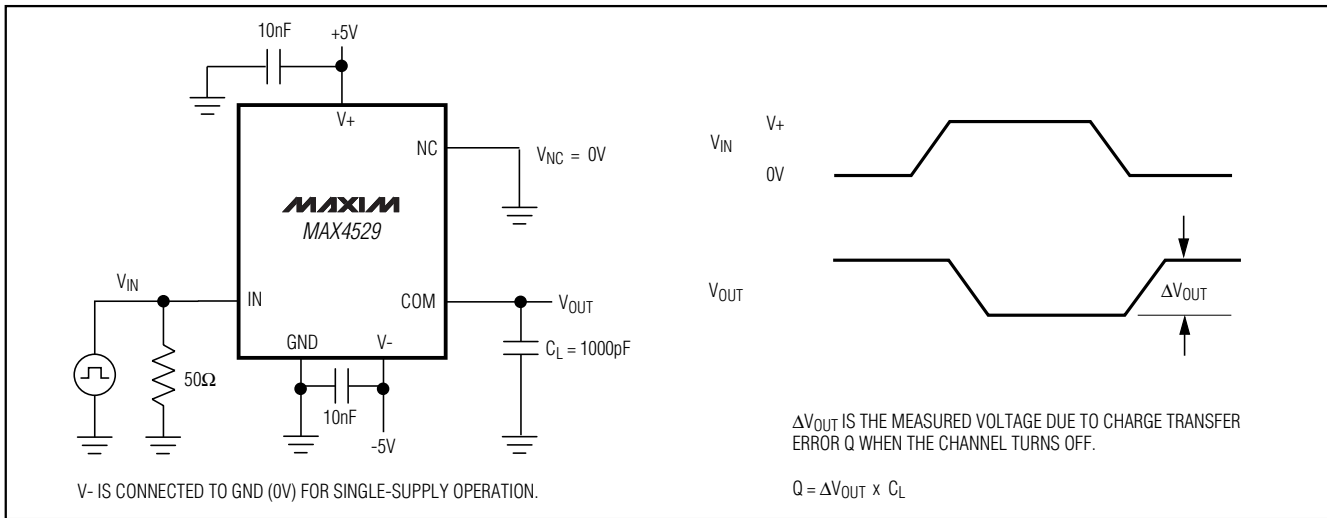 10nF
+5V
V+
NC
V_NC = 0V
MAXIM
MAX4529
V_IN
IN
COM
V_OUT
GND
V-
C_L = 1000pF
50Ω
10nF
-5V
V- IS CONNECTED TO GND (0V) FOR SINGLE-SUPPLY OPERATION.
V_IN
V+
0V
V_OUT
ΔV_OUT
ΔV_OUT IS THE MEASURED VOLTAGE DUE TO CHARGE TRANSFER
ERROR Q WHEN THE CHANNEL TURNS OFF.
Q = ΔV_OUT x C_L